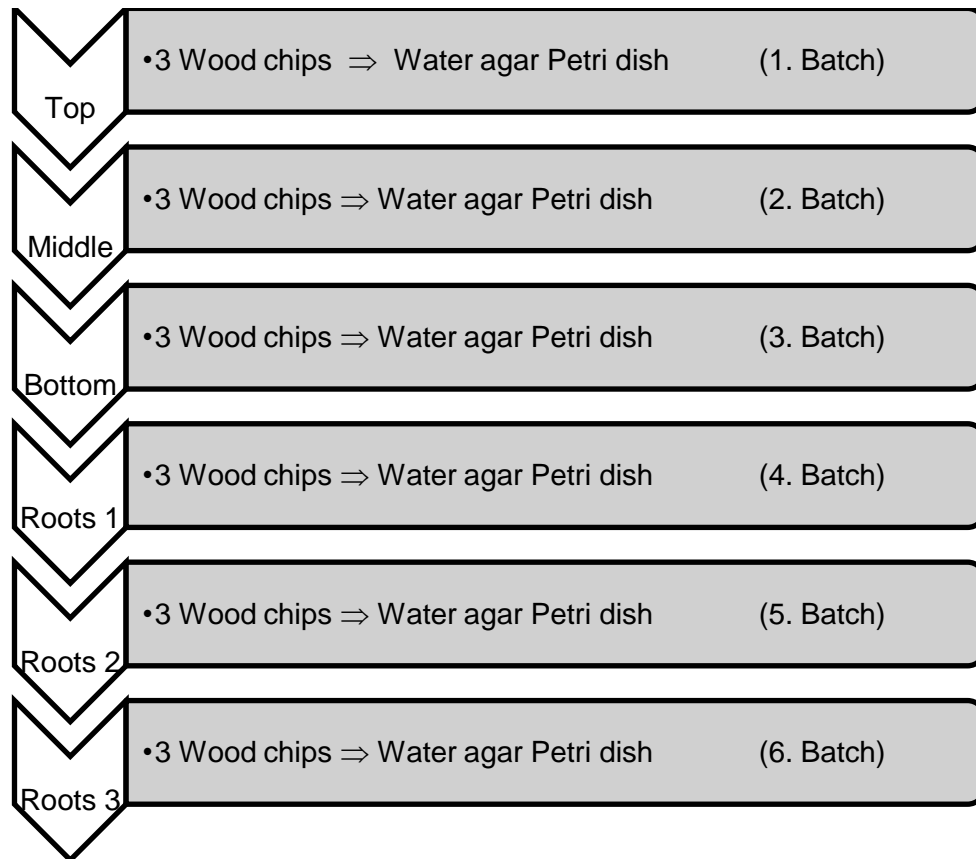 •3 Wood chips ⇒ Water agar Petri dish (1. Batch)
Top
•3 Wood chips ⇒ Water agar Petri dish (2. Batch)
Middle
•3 Wood chips ⇒ Water agar Petri dish (3. Batch)
Bottom
•3 Wood chips ⇒ Water agar Petri dish (4. Batch)
Roots 1
•3 Wood chips ⇒ Water agar Petri dish (5. Batch)
Roots 2
•3 Wood chips ⇒ Water agar Petri dish (6. Batch)
Roots 3